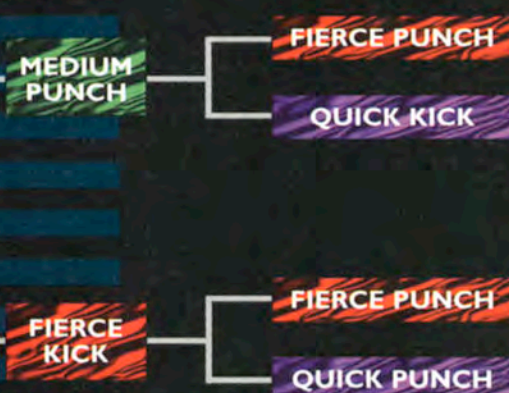 MEDIUM
PUNCH
FIERCE PUNCH
QUICK KICK
FIERCE
KICK
FIERCE PUNCH
QUICK PUNCH